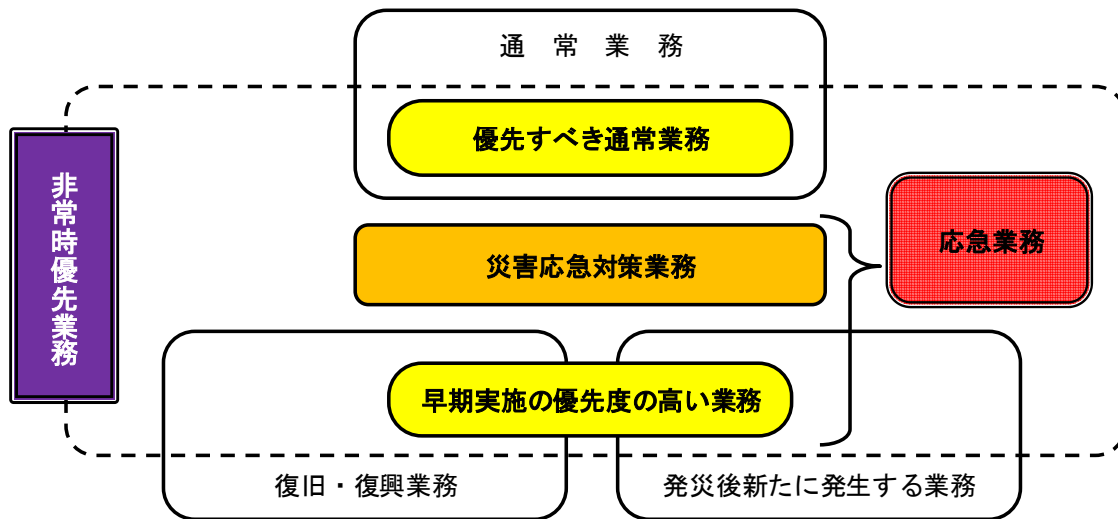 通 常 業 務
優先すべき通常業務
非常時優先業務
応急業務
災害応急対策業務
早期実施の優先度の高い業務
復旧・復興業務
発災後新たに発生する業務